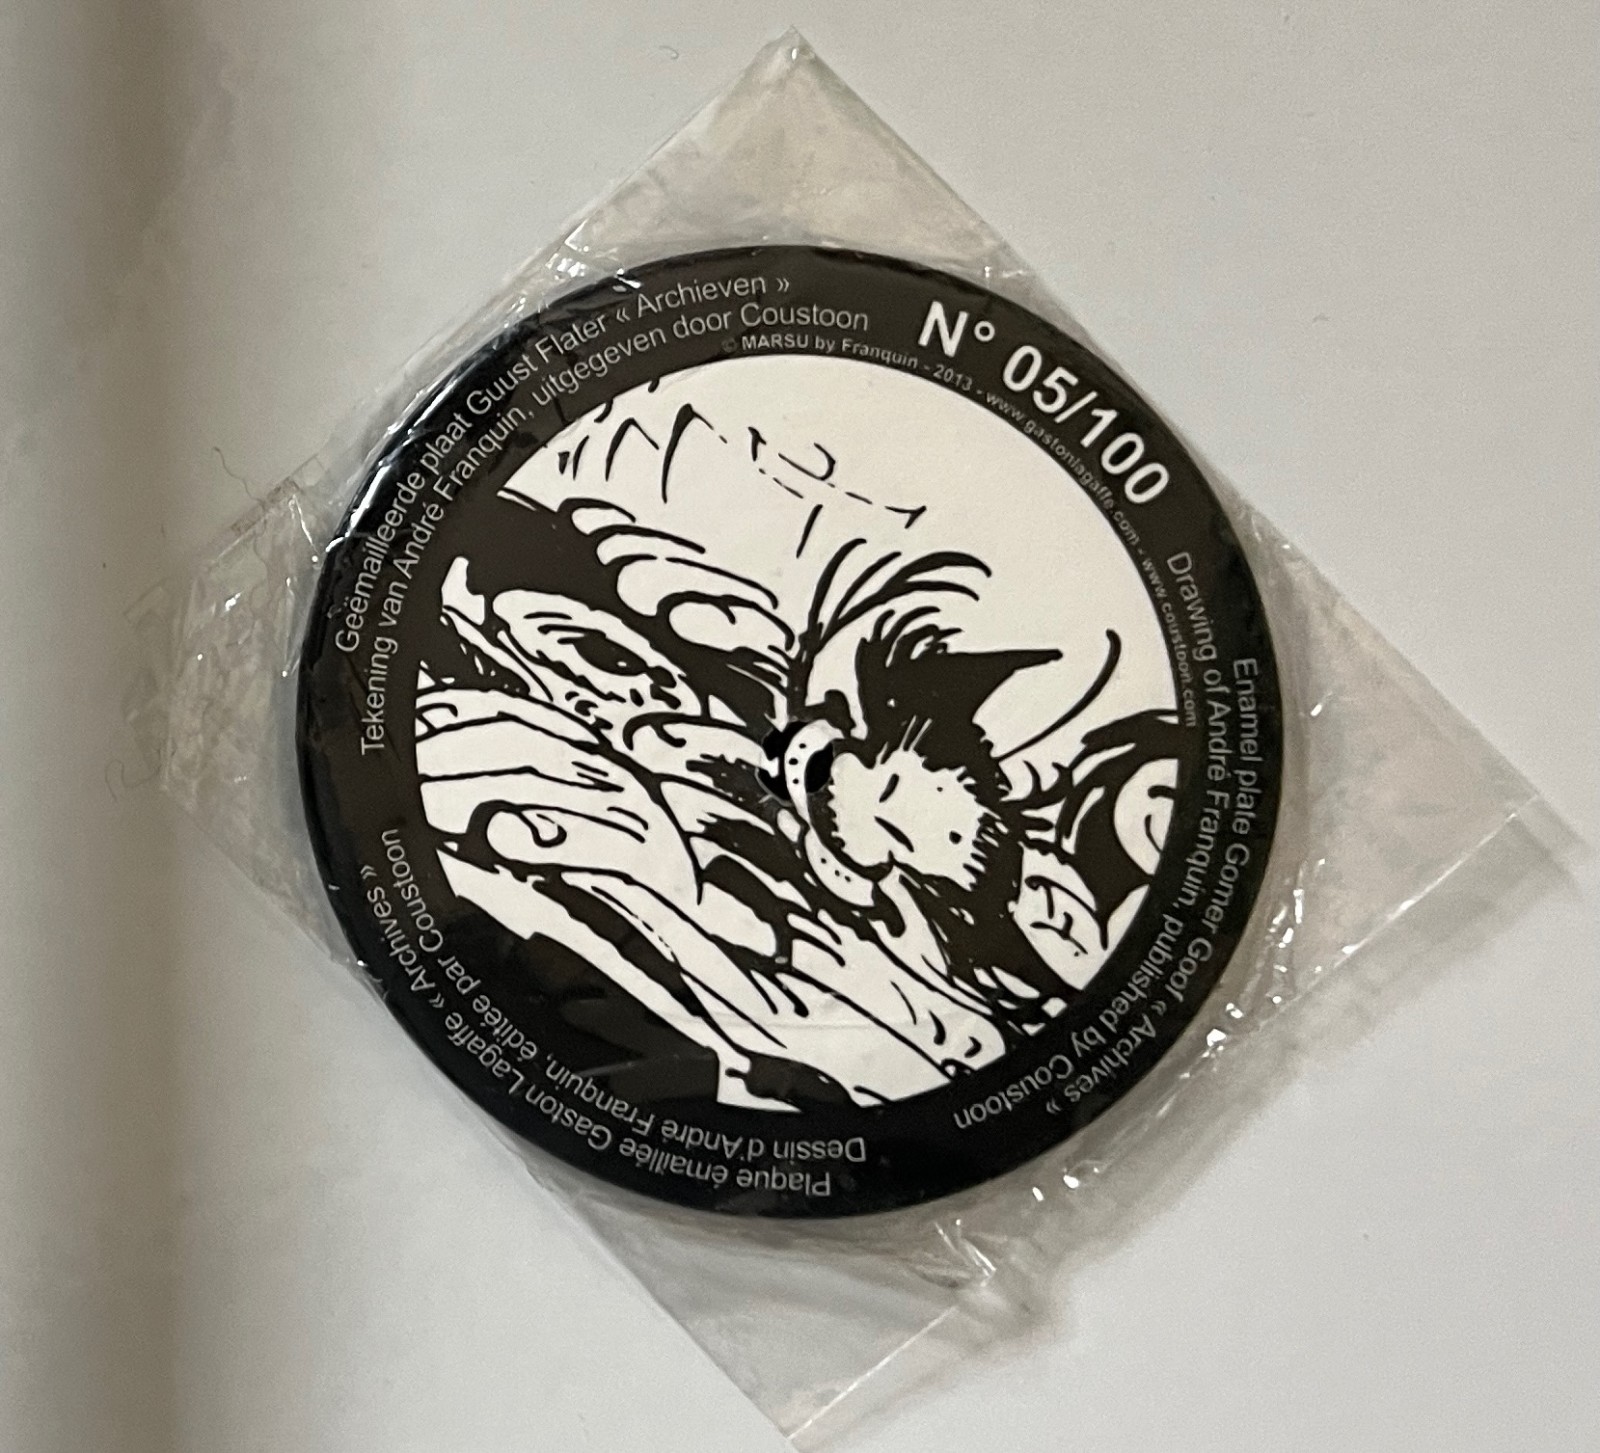 N° 05/100
© MARSU by Franquin - 2013 - www.gastonlagaffe.com - www.coustoon.com
Enamel plate Gomer Goof « Archives »
Drawing of André Franquin, published by Coustoon
Plaque émaillée Gaston Lagaffe « Archives »
Dessin d'André Franquin, éditée par Coustoon
Geëmailleerde plaat Guust Flater « Archieven »
Tekening van André Franquin, uitgegeven door Coustoon